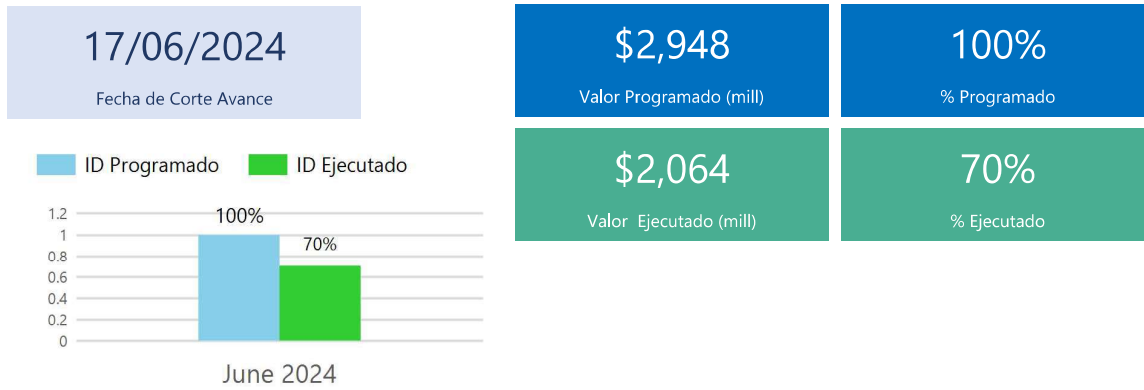 17/06/2024
Fecha de Corte Avance
$2,948
Valor Programado (mill)
100%
% Programado
$2,064
Valor Ejecutado (mill)
70%
% Ejecutado
ID Programado
ID Ejecutado
1.2
1
0.8
0.6
0.4
0.2
0
100%
70%
June 2024